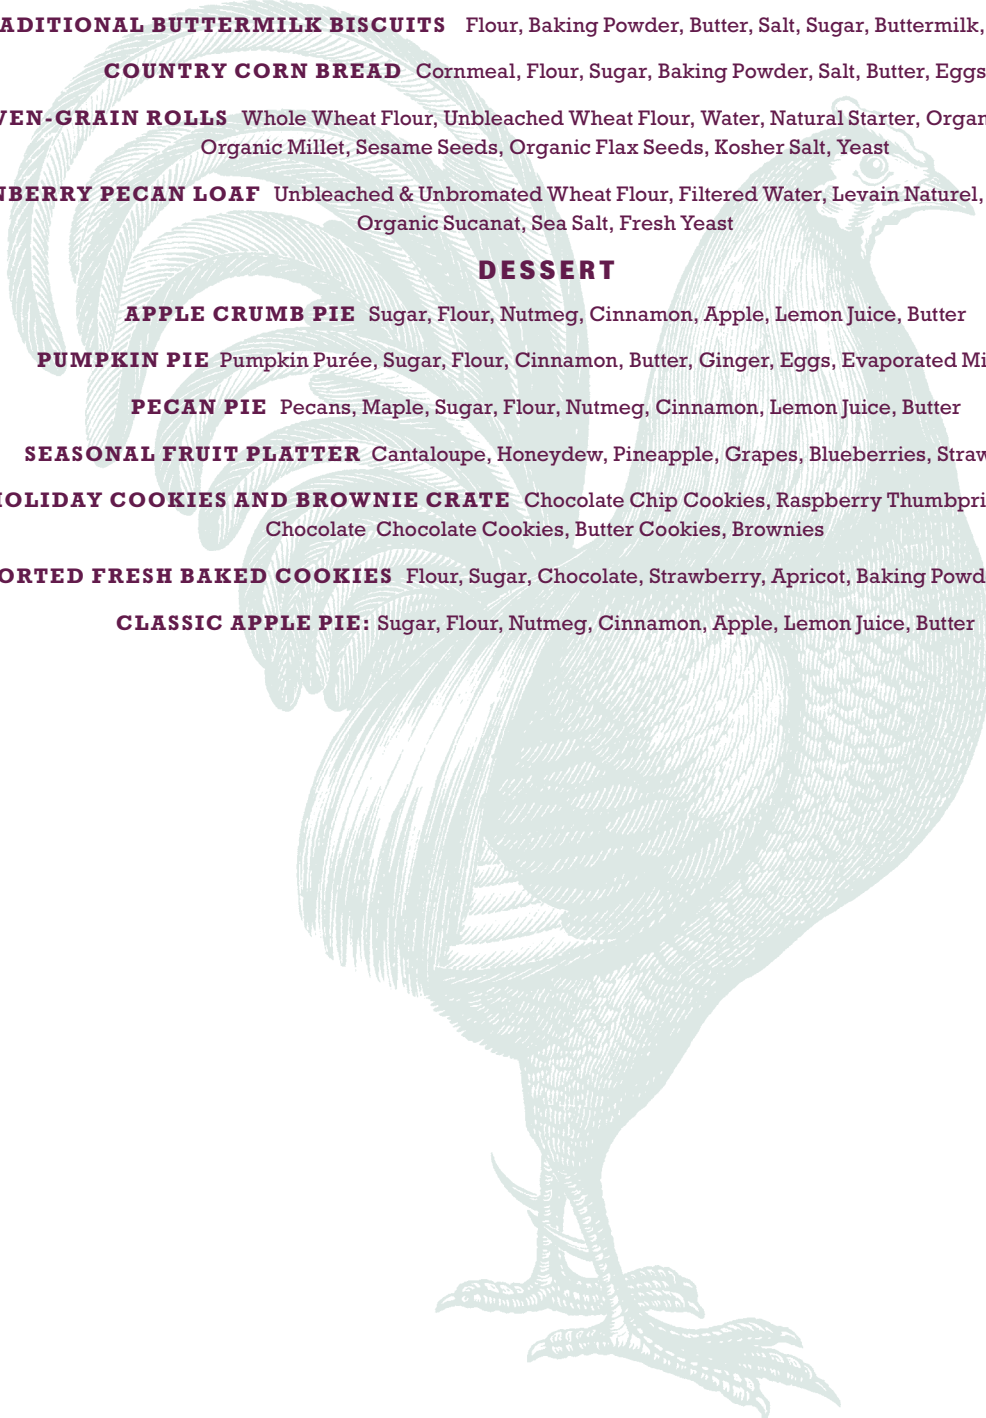 ADITIONAL BUTTERMILK BISCUITS Flour, Baking Powder, Butter, Salt, Sugar, Buttermilk,
COUNTRY CORN BREAD Cornmeal, Flour, Sugar, Baking Powder, Salt, Butter, Eggs
VEN-GRAIN ROLLS Whole Wheat Flour, Unbleached Wheat Flour, Water, Natural Starter, Organ
Organic Millet, Sesame Seeds, Organic Flax Seeds, Kosher Salt, Yeast
NBERRY PECAN LOAF Unbleached & Unbromated Wheat Flour, Filtered Water, Levain Naturel,
Organic Sucanat, Sea Salt, Fresh Yeast
DESSERT
APPLE CRUMB PIE Sugar, Flour, Nutmeg, Cinnamon, Apple, Lemon Juice, Butter
PUMPKIN PIE Pumpkin Purée, Sugar, Flour, Cinnamon, Butter, Ginger, Eggs, Evaporated Mi
PECAN PIE Pecans, Maple, Sugar, Flour, Nutmeg, Cinnamon, Lemon Juice, Butter
SEASONAL FRUIT PLATTER Cantaloupe, Honeydew, Pineapple, Grapes, Blueberries, Straw
HOLIDAY COOKIES AND BROWNIE CRATE Chocolate Chip Cookies, Raspberry Thumbpri
Chocolate Chocolate Cookies, Butter Cookies, Brownies
ORTED FRESH BAKED COOKIES Flour, Sugar, Chocolate, Strawberry, Apricot, Baking Powd
CLASSIC APPLE PIE: Sugar, Flour, Nutmeg, Cinnamon, Apple, Lemon Juice, Butter